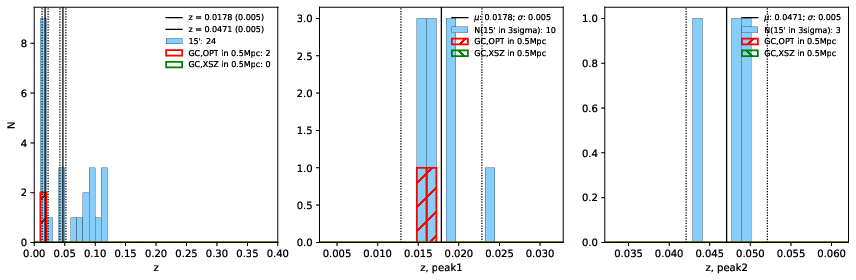 z = 0.0178 (0.005)
z = 0.0471 (0.005)
15': 24
GC,OPT in 0.5Mpc: 2
GC,XSZ in 0.5Mpc: 0
N
8
6
4
2
0
0.00 0.05 0.10 0.15 0.20 0.25 0.30 0.35 0.40
z
μ: 0.0178; σ: 0.005
N(15' in 3sigma): 10
GC,OPT in 0.5Mpc
GC,XSZ in 0.5Mpc
3.0
2.5
2.0
1.5
1.0
0.5
0.0
0.005 0.010 0.015 0.020 0.025 0.030
z, peak1
μ: 0.0471; σ: 0.005
N(15' in 3sigma): 3
GC,OPT in 0.5Mpc
GC,XSZ in 0.5Mpc
1.0
0.8
0.6
0.4
0.2
0.0
0.035 0.040 0.045 0.050 0.055 0.060
z, peak2